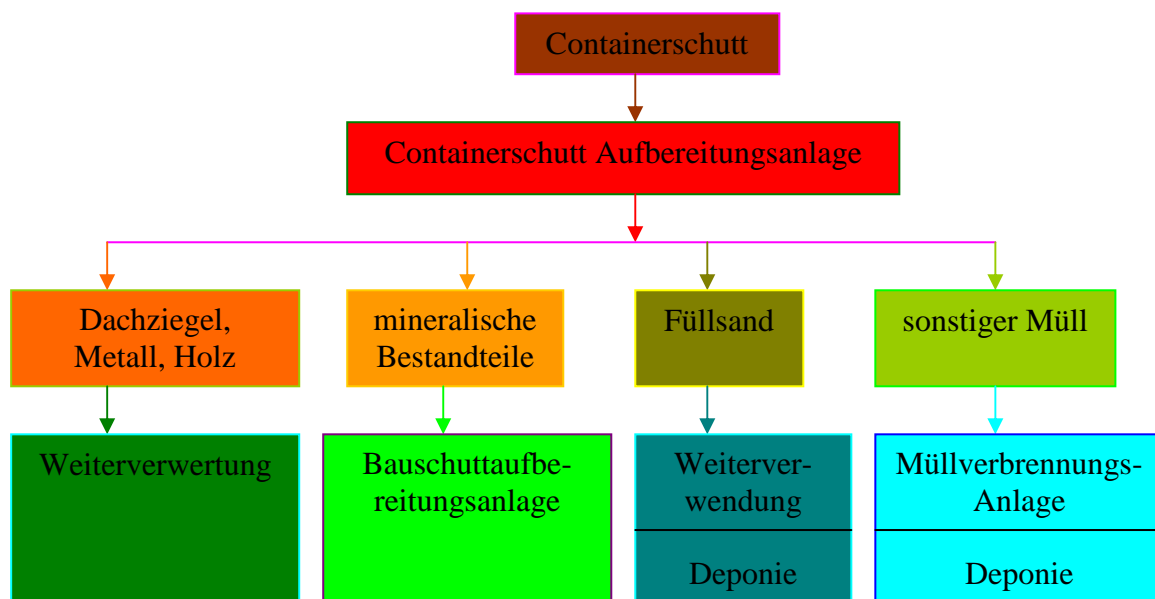 Containerschutt
Containerschutt Aufbereitungsanlage
Dachziegel,
Metall, Holz
mineralische
Bestandteile
Füllsand
sonstiger Müll
Weiterverwertung
Bauschuttaufbe-
reitungsanlage
Weiterver-
wendung
Deponie
Müllverbrennungs-
Anlage
Deponie